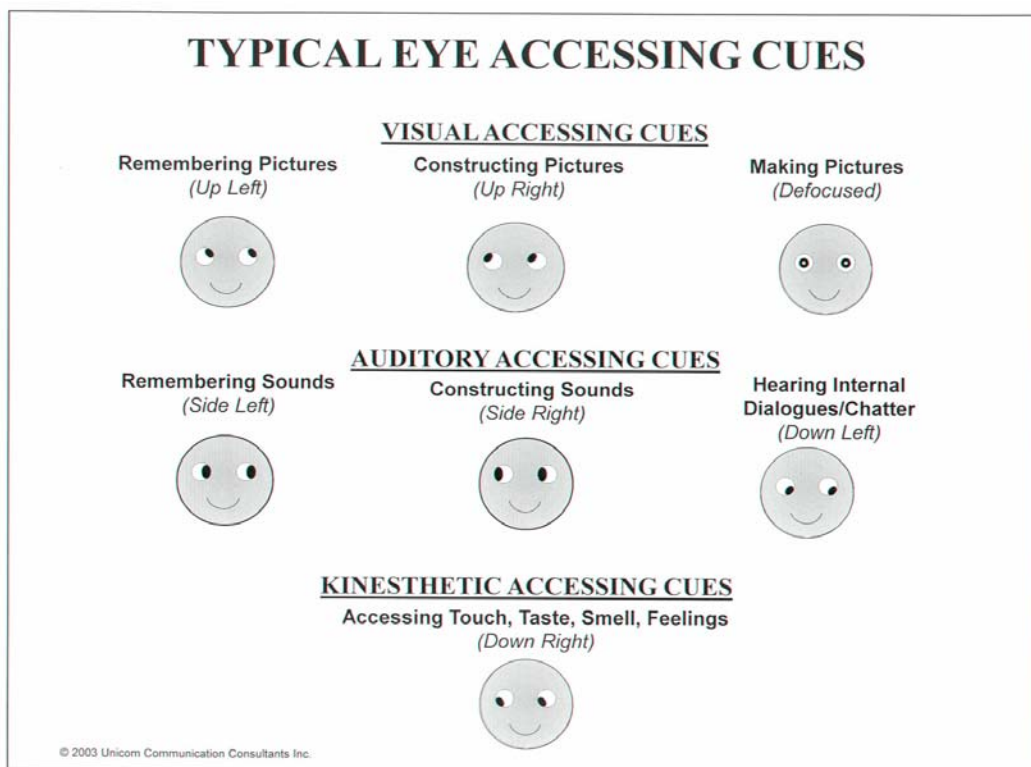 TYPICAL EYE ACCESSING CUES
VISUAL ACCESSING CUES
Remembering Pictures
(Up Left)
Constructing Pictures
(Up Right)
Making Pictures
(Defocused)
AUDITORY ACCESSING CUES
Remembering Sounds
(Side Left)
Constructing Sounds
(Side Right)
Hearing Internal
Dialogues/Chatter
(Down Left)
KINESTHETIC ACCESSING CUES
Accessing Touch, Taste, Smell, Feelings
(Down Right)
© 2003 Unicom Communication Consultants Inc.